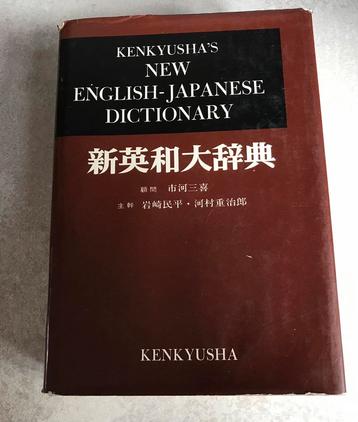 KENKYUSHA'S
NEW
ENGLISH-JAPANESE
DICTIONARY
新英和大辞典
顧問 市河三喜
主幹 岩崎民平・河村重治郎
KENKYUSHA